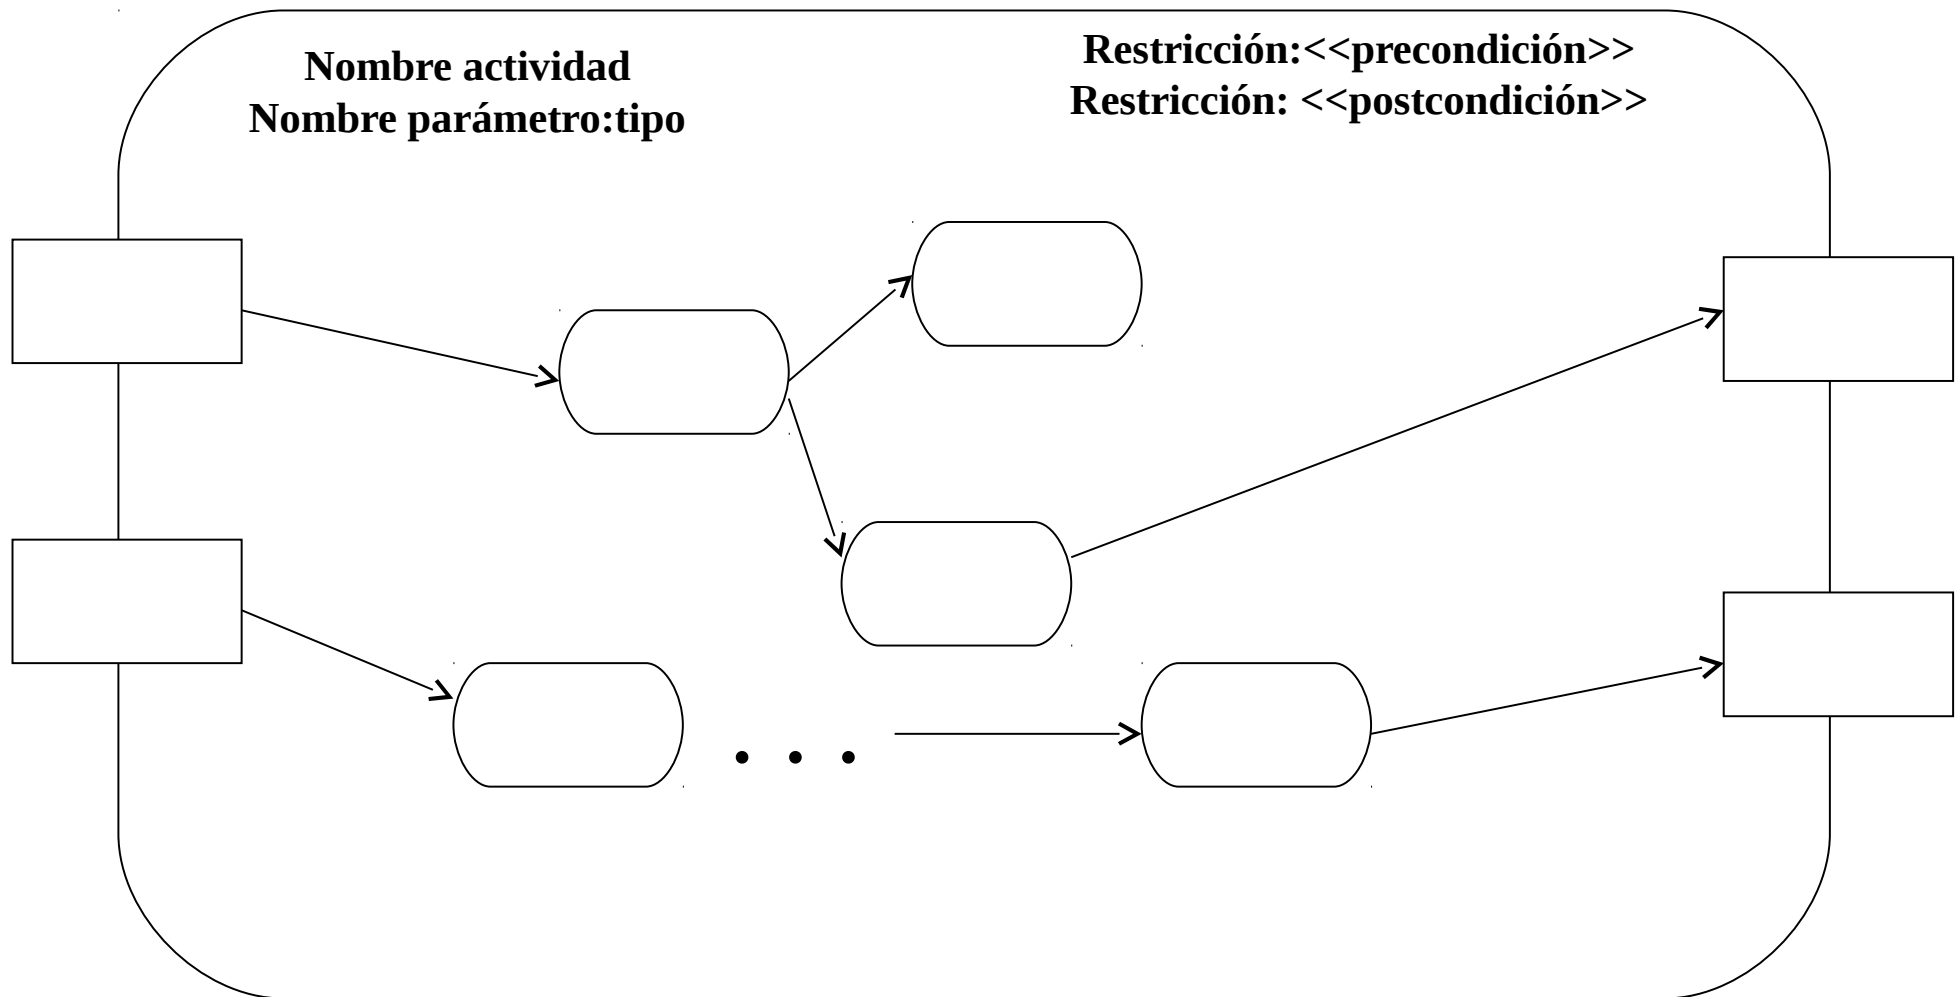 Nombre actividad
Nombre parámetro:tipo
Restricción:<<precondición>>
Restricción: <<postcondición>>
. . .